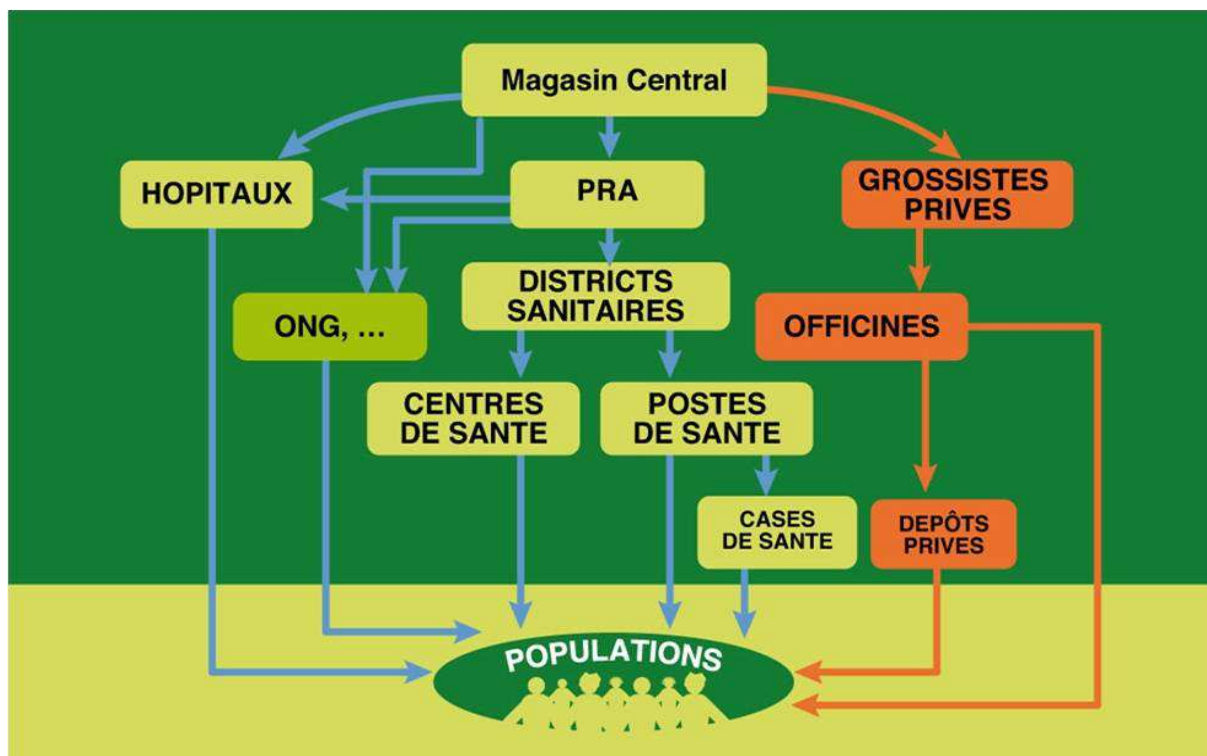 Magasin Central
HOPITAUX
PRA
GROSSISTES
PRIVES
DISTRICTS
SANITAIRES
ONG, ...
OFFICINES
CENTRES
DE SANTE
POSTES
DE SANTE
CASES
DE SANTE
DEPÔTS
PRIVES
POPULATIONS